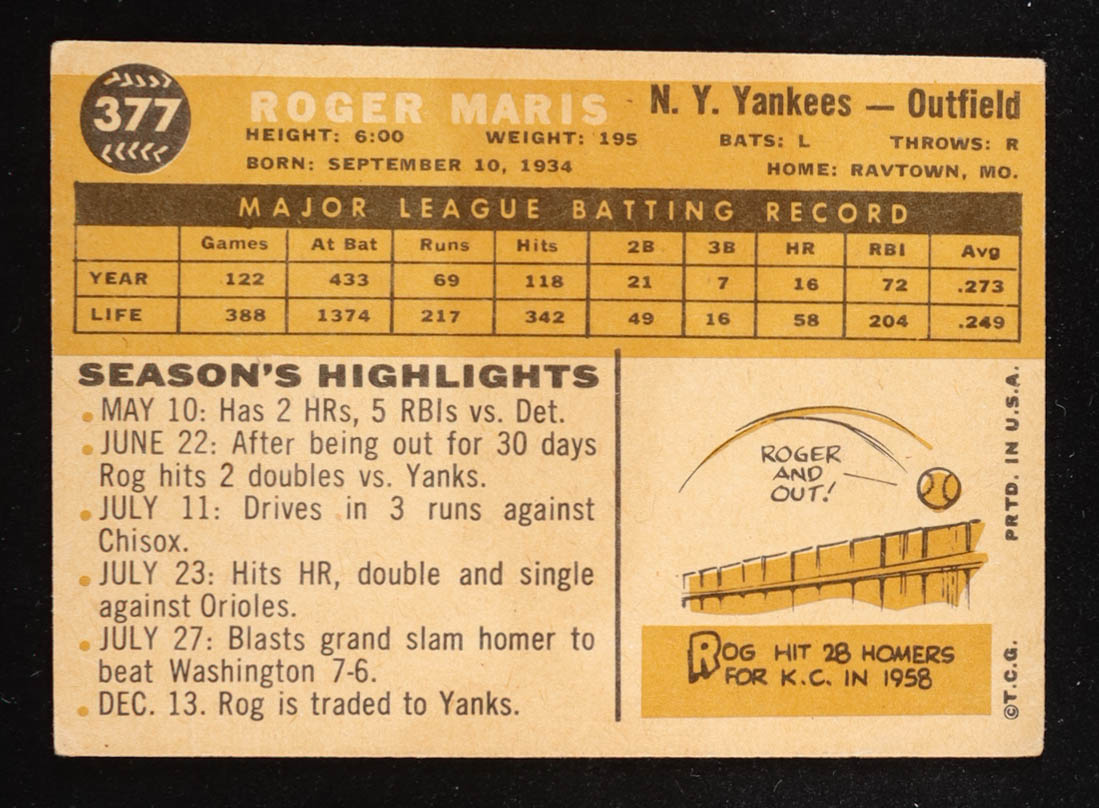 377
ROGER MARIS
N. Y. Yankees — Outfield
HEIGHT: 6:00 WEIGHT: 195 BATS: L THROWS: R
BORN: SEPTEMBER 10, 1934 HOME: RAVTOWN, MO.
MAJOR LEAGUE BATTING RECORD
Games At Bat Runs Hits 2B 3B HR RBI Avg
YEAR 122 433 69 118 21 7 16 72 .273
LIFE 388 1374 217 342 49 16 58 204 .249
SEASON'S HIGHLIGHTS
• MAY 10: Has 2 HRs, 5 RBIs vs. Det.
• JUNE 22: After being out for 30 days
Rog hits 2 doubles vs. Yanks.
• JULY 11: Drives in 3 runs against
Chisox.
• JULY 23: Hits HR, double and single
against Orioles.
• JULY 27: Blasts grand slam homer to
beat Washington 7-6.
• DEC. 13. Rog is traded to Yanks.
ROGER
AND
OUT!
ROG HIT 28 HOMERS
FOR K.C. IN 1958
©T.C.G. PRTD. IN U.S.A.